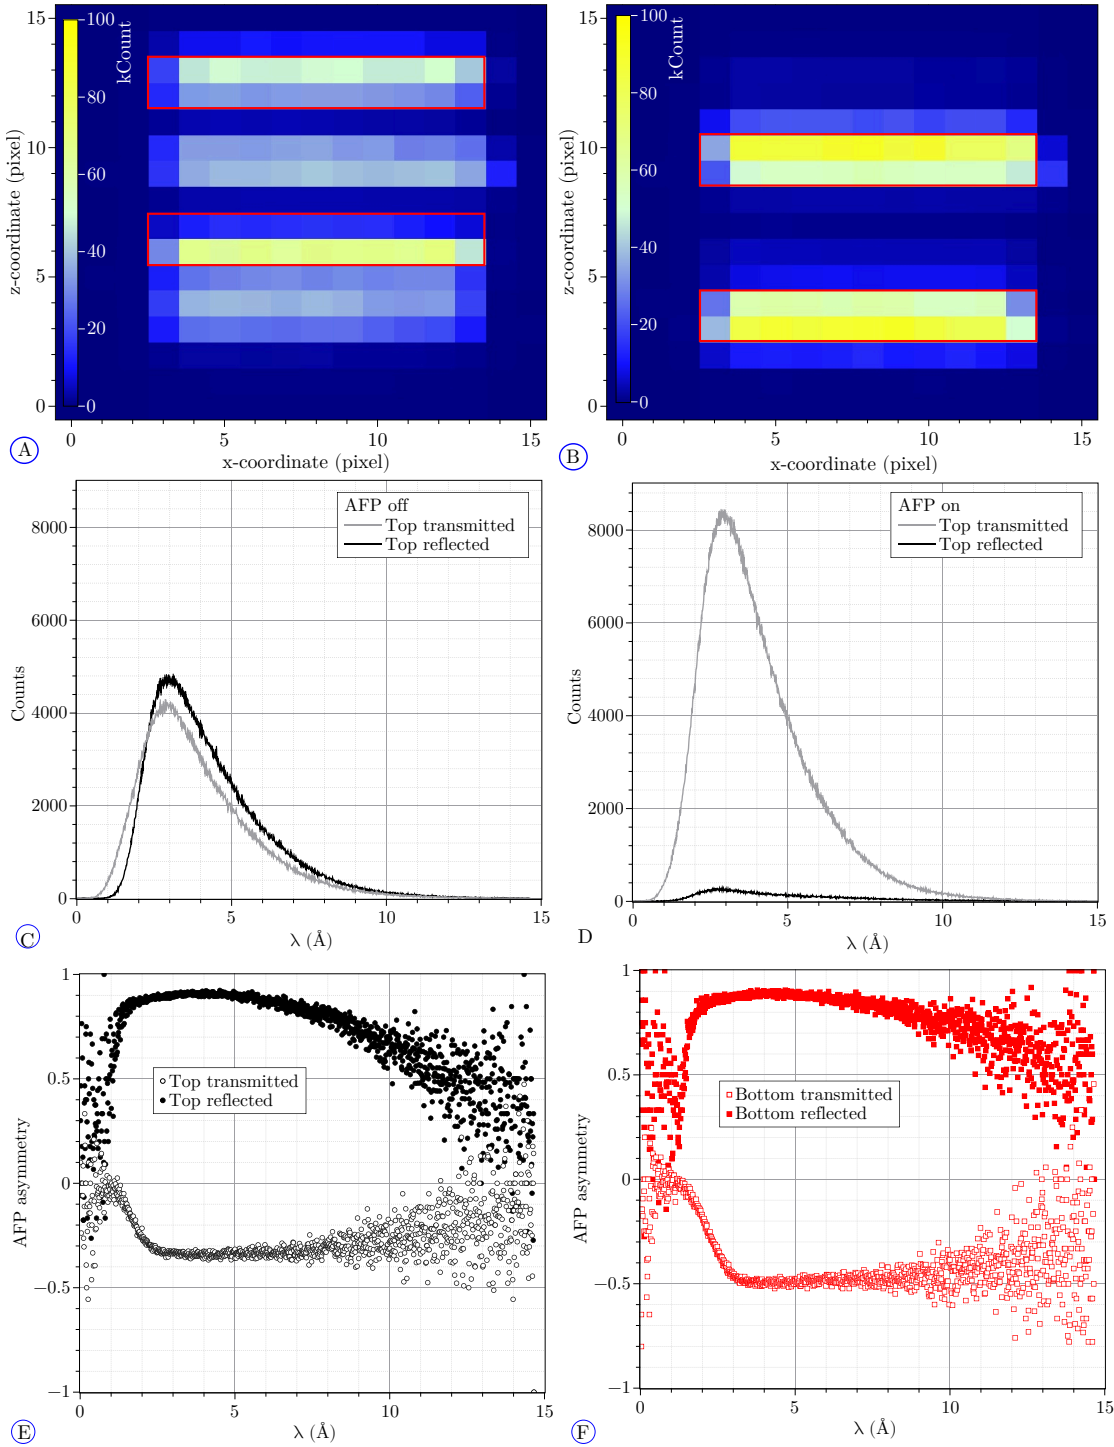 15
10
5
0
z-coordinate (pixel)
100
80
60
40
20
0
kCount
0
5
10
15
x-coordinate (pixel)
A
15
10
5
0
z-coordinate (pixel)
100
80
60
40
20
0
kCount
0
5
10
15
x-coordinate (pixel)
B
8000
6000
4000
2000
0
Counts
AFP off
Top transmitted
Top reflected
0
5
10
15
λ (Å)
C
8000
6000
4000
2000
0
Counts
AFP on
Top transmitted
Top reflected
0
5
10
15
λ (Å)
D
1
0.5
0
−0.5
−1
AFP asymmetry
Top transmitted
Top reflected
0
5
10
15
λ (Å)
E
1
0.5
0
−0.5
−1
AFP asymmetry
Bottom transmitted
Bottom reflected
0
5
10
15
λ (Å)
F